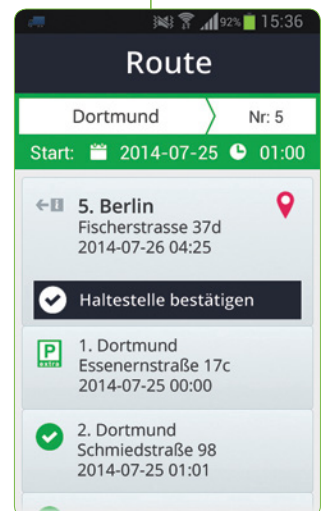 92% 15:36
Route
Dortmund Nr: 5
Start: 2014-07-25 01:00
5. Berlin
Fischerstrasse 37d
2014-07-26 04:25
Haltestelle bestätigen
P extra
1. Dortmund
Essenernstraße 17c
2014-07-25 00:00
2. Dortmund
Schmiedstraße 98
2014-07-25 01:01